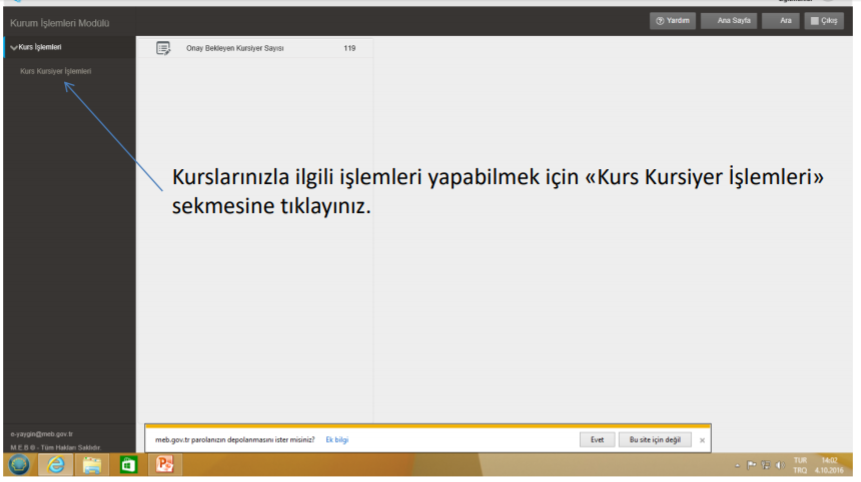 Kurum İşlemleri Modülü
Yardım
Ana Sayfa
Ara
Çıkış
Kurs İşlemleri
Onay Bekleyen Kursiyer Sayısı 119
Kurs Kursiyer İşlemleri
Kurslarınızla ilgili işlemleri yapabilmek için «Kurs Kursiyer İşlemleri»
sekmesine tıklayınız.
e-yaygin@meb.gov.tr
M.E.B © - Tüm Hakları Saklıdır.
meb.gov.tr parolanızın depolanmasını ister misiniz? Ek bilgi
Evet
Bu site için değil
TUR 14:02
TRQ 4.10.2016